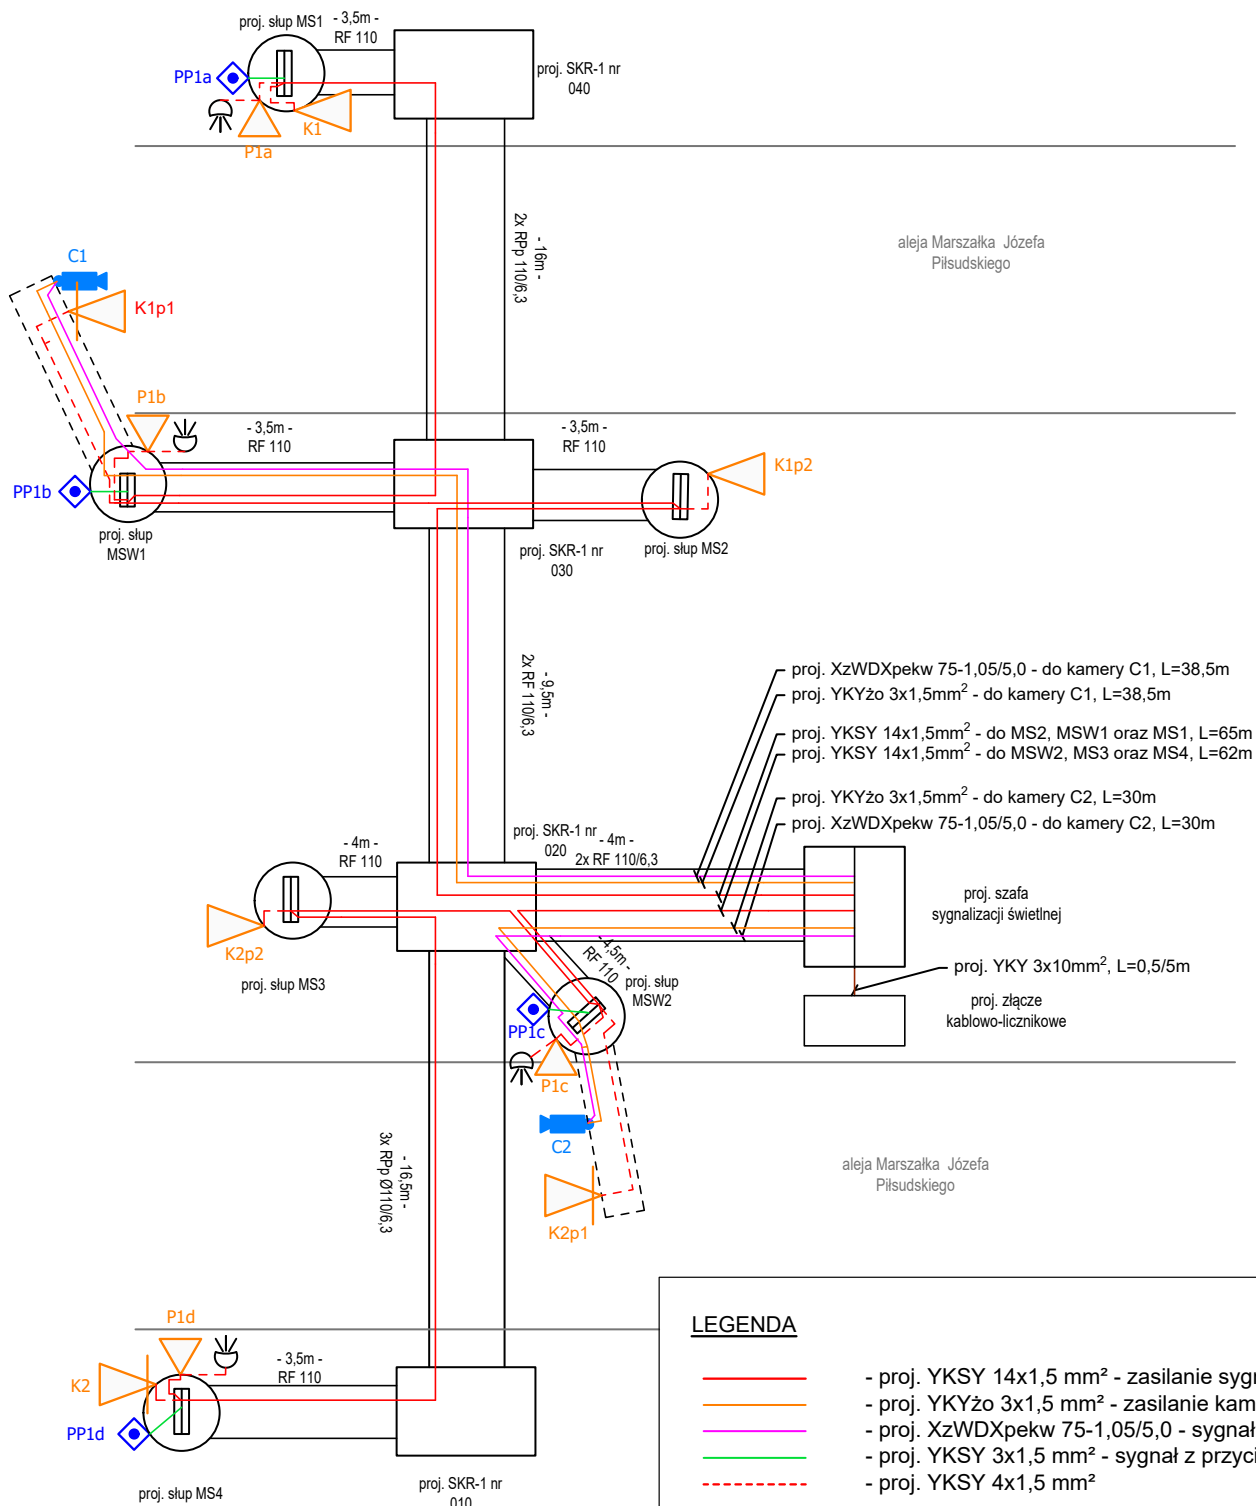 proj. słup MS1
- 3,5m -
RF 110
PP1a
proj. SKR-1 nr
040
K1
P1a
- 16m -
2x RPp 110/6,3
aleja Marszałka Józefa
Piłsudskiego
C1
K1p1
P1b
- 3,5m -
RF 110
- 3,5m -
RF 110
K1p2
PP1b
proj. słup
MSW1
proj. SKR-1 nr
030
proj. słup MS2
- 9,5m -
2x RF 110/6,3
proj. XzWDXpekw 75-1,05/5,0 - do kamery C1, L=38,5m
proj. YKYżo 3x1,5mm² - do kamery C1, L=38,5m
proj. YKSY 14x1,5mm² - do MS2, MSW1 oraz MS1, L=65m
proj. YKSY 14x1,5mm² - do MSW2, MS3 oraz MS4, L=62m
proj. YKYżo 3x1,5mm² - do kamery C2, L=30m
proj. XzWDXpekw 75-1,05/5,0 - do kamery C2, L=30m
- 4m -
RF 110
proj. SKR-1 nr
020
- 4m -
2x RF 110/6,3
proj. szafa
sygnalizacji świetlnej
K2p2
proj. słup MS3
- 4,5m -
RF 110
proj. słup
MSW2
proj. YKY 3x10mm², L=0,5/5m
proj. złącze
kablowo-licznikowe
PP1c
P1c
C2
- 16,5m -
3x RPp Ø110/6,3
aleja Marszałka Józefa
Piłsudskiego
K2p1
P1d
- 3,5m -
RF 110
K2
PP1d
proj. słup MS4
proj. SKR-1 nr
010
LEGENDA
- proj. YKSY 14x1,5 mm² - zasilanie sygn
- proj. YKYżo 3x1,5 mm² - zasilanie kam
- proj. XzWDXpekw 75-1,05/5,0 - sygnał
- proj. YKSY 3x1,5 mm² - sygnał z przyci
- proj. YKSY 4x1,5 mm²